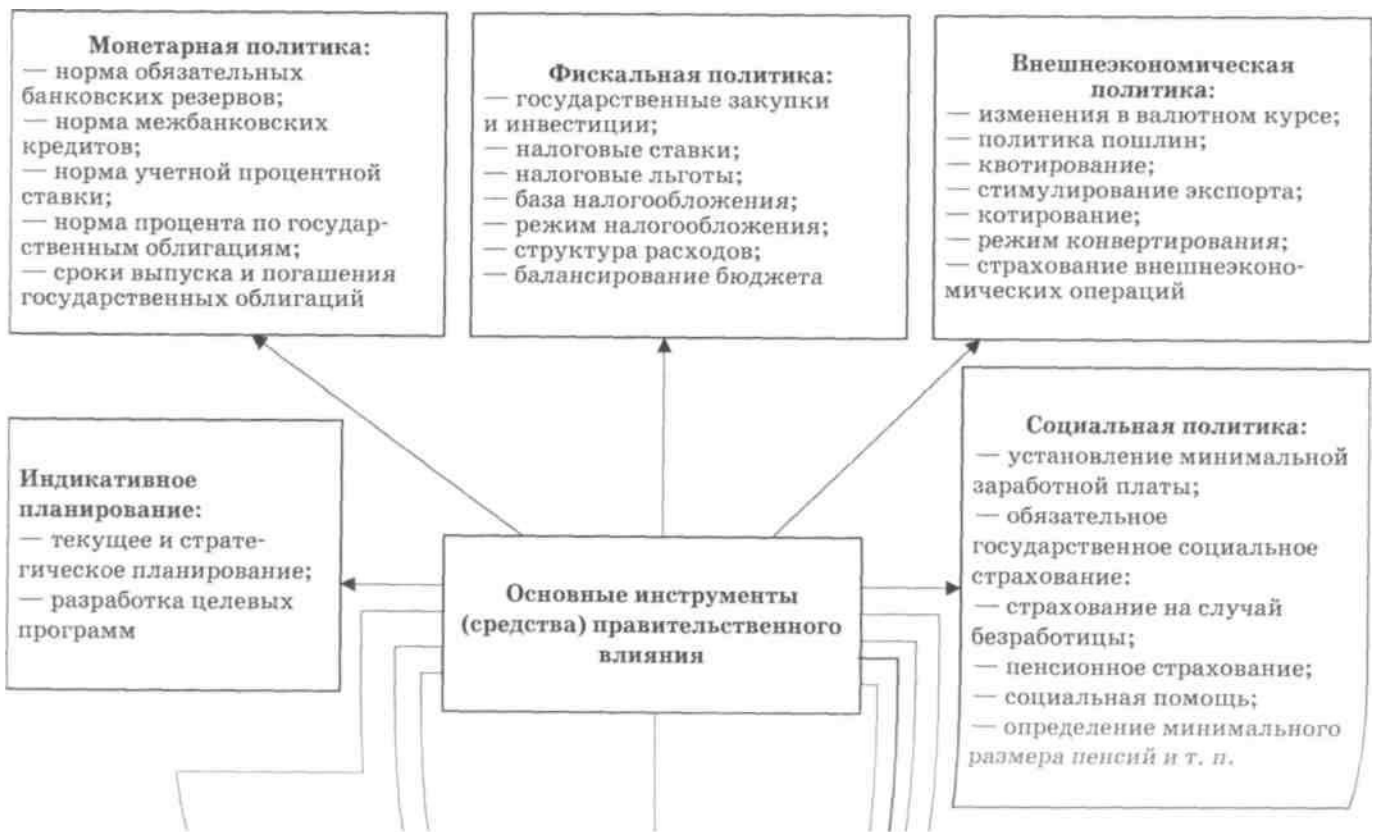 Монетарная политика:
— норма обязательных
банковских резервов;
— норма межбанковских
кредитов;
— норма учетной процентной
ставки;
— норма процента по государ-
ственным облигациям;
— сроки выпуска и погашения
государственных облигаций
Фискальная политика:
— государственные закупки
и инвестиции;
— налоговые ставки;
— налоговые льготы;
— база налогообложения;
— режим налогообложения;
— структура расходов;
— балансирование бюджета
Внешнеэкономическая
политика:
— изменения в валютном курсе;
— политика пошлин;
— квотирование;
— стимулирование экспорта;
— котирование;
— режим конвертирования;
— страхование внешнеэконо-
мических операций
Индикативное
планирование:
— текущее и страте-
гическое планирование;
— разработка целевых
программ
Основные инструменты
(средства) правительственного
влияния
Социальная политика:
— установление минимальной
заработной платы;
— обязательное
государственное социальное
страхование:
— страхование на случай
безработицы;
— пенсионное страхование;
— социальная помощь;
— определение минимального
размера пенсий и т. п.